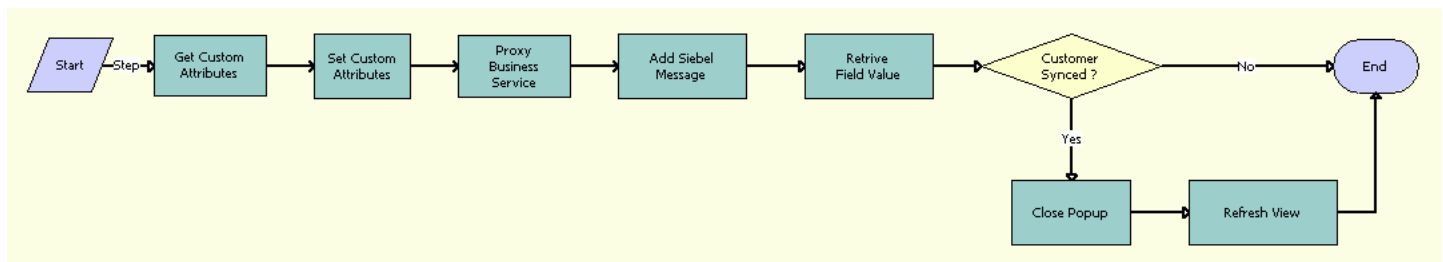 Start
Step
Get Custom
Attributes
Set Custom
Attributes
Proxy
Business
Service
Add Siebel
Message
Retrive
Field Value
Customer
Synced ?
No
End
Yes
Close Popup
Refresh View